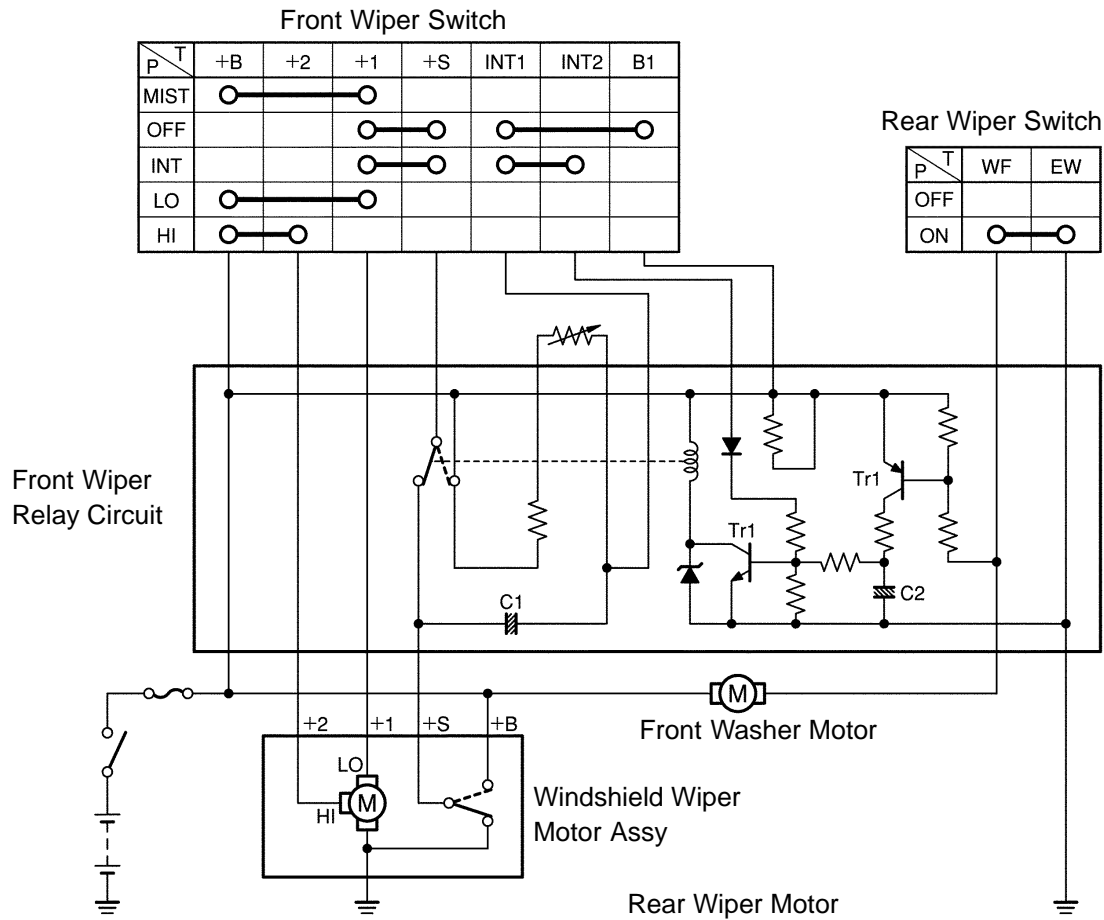 Front Wiper Switch
P T +B +2 +1 +S INT1 INT2 B1
MIST
OFF
INT
LO
HI
Rear Wiper Switch
P T WF EW
OFF
ON
Front Wiper
Relay Circuit
Tr1
Tr1
C1
C2
M
Front Washer Motor
+2 +1 +S +B
LO
HI M
Windshield Wiper
Motor Assy
Rear Wiper Motor